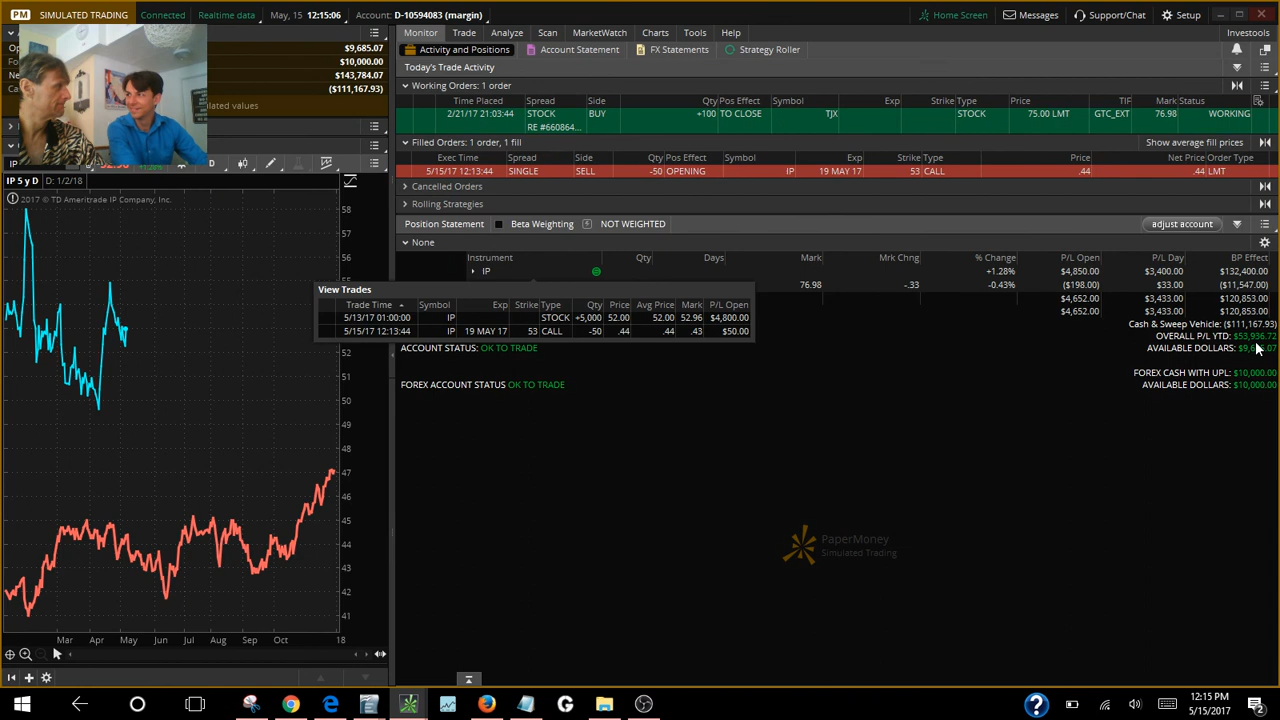 PM SIMULATED TRADING Connected Realtime data May, 15 12:15:06 Account: D-10594083 (margin) Home Screen Messages Support/Chat Setup
$9,685.07
$10,000.00
$143,784.07
($111,167.93)
Monitor Trade Analyze Scan MarketWatch Charts Tools Help Investools
Activity and Positions Account Statement FX Statements Strategy Roller
Today's Trade Activity
Working Orders: 1 order
Time Placed Spread Side Qty Pos Effect Symbol Exp Strike Type Price TIF Mark Status
2/21/17 21:03:44 STOCK BUY +100 TO CLOSE TJX STOCK 75.00 LMT GTC_EXT 76.98 WORKING
RE #660864...
Filled Orders: 1 order, 1 fill Show average fill prices
Exec Time Spread Side Qty Pos Effect Symbol Exp Strike Type Price Net Price Order Type
5/15/17 12:13:44 SINGLE SELL -50 OPENING IP 19 MAY 17 53 CALL .44 .44 LMT
Cancelled Orders
Rolling Strategies
Position Statement Beta Weighting NOT WEIGHTED adjust account
None
Instrument Qty Days Mark Mrk Chng % Change P/L Open P/L Day BP Effect
IP +1.28% $4,850.00 $3,400.00 $132,400.00
76.98 -.33 -0.43% ($198.00) $33.00 ($11,547.00)
$4,652.00 $3,433.00 $120,853.00
$4,652.00 $3,433.00 $120,853.00
View Trades
Trade Time Symbol Exp Strike Type Qty Price Avg Price Mark P/L Open
5/13/17 01:00:00 IP STOCK +5,000 52.00 52.00 52.96 $4,800.00
5/15/17 12:13:44 IP 19 MAY 17 53 CALL -50 .44 .44 .43 $50.00
Cash & Sweep Vehicle: ($111,167.93)
OVERALL P/L YTD: $53,936.72
ACCOUNT STATUS: OK TO TRADE AVAILABLE DOLLARS:
FOREX CASH WITH UPL: $10,000.00
FOREX ACCOUNT STATUS OK TO TRADE AVAILABLE DOLLARS: $10,000.00
IP
D
IP 5 y D D: 1/2/18
2017 © TD Ameritrade IP Company, Inc.
58
57
56
55
54
53
52
51
50
49
48
47
46
45
44
43
42
41
Mar Apr May Jun Jul Aug Sep Oct 18
PaperMoney
Simulated Trading
12:15 PM
5/15/2017